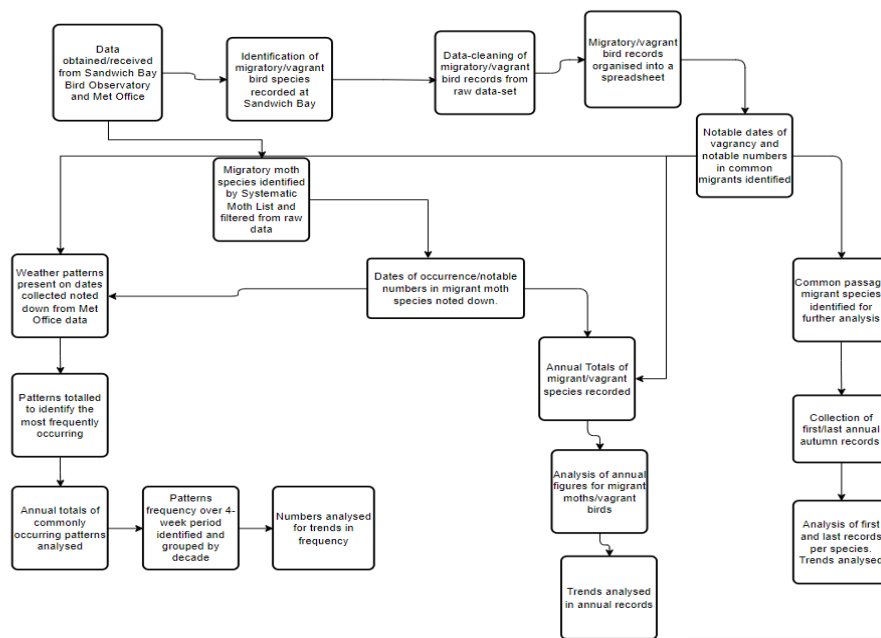 Data
obtained/received
from Sandwich Bay
Bird Observatory
and Met Office
Identification of
migratory/vagrant
bird species
recorded at
Sandwich Bay
Data-cleaning of
migratory/vagrant
bird records from
raw data-set
Migratory/vagrant
bird records
organised into a
spreadsheet
Notable dates of
vagrancy and
notable numbers
in common
migrants identified
Migratory moth
species identified
by Systematic
Moth List and
filtered from raw
data
Weather patterns
present on dates
collected noted
down from Met
Office data
Dates of occurrence/notable
numbers in migrant moth
species noted down.
Common passag
migrant species
identified for
further analysis
Annual Totals of
migrant/vagrant
species recorded
Patterns totalled
to identify the
most frequently
occurring
Collection of
first/last annual
autumn records
Analysis of annual
figures for migrant
moths/vagrant
birds
Annual totals of
commonly
occurring patterns
analysed
Patterns
frequency over 4-
week period
identified and
grouped by
decade
Numbers analysed
for trends in
frequency
Analysis of first
and last records
per species.
Trends analysed
Trends analysed
in annual records